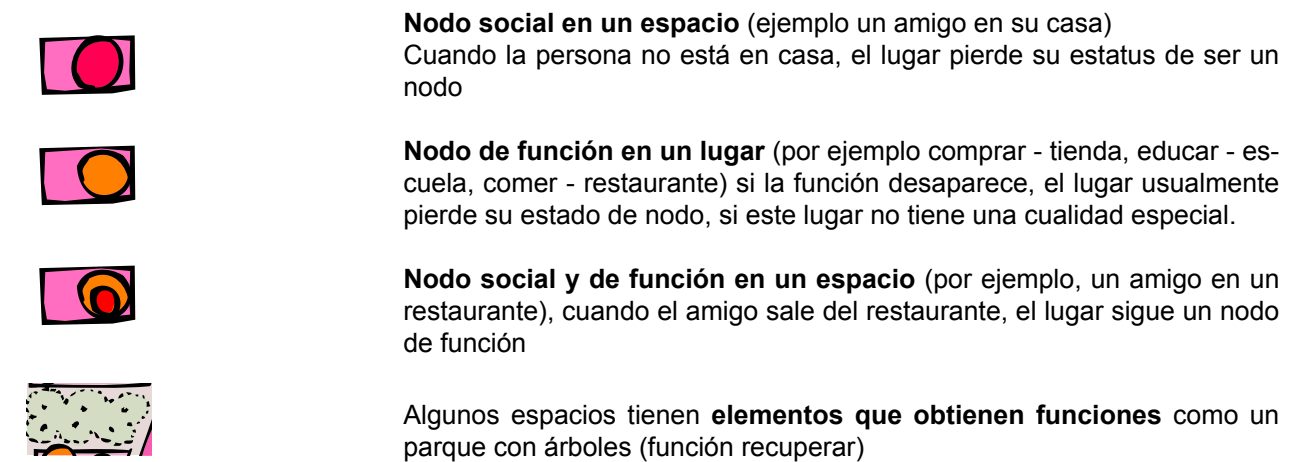 Nodo social en un espacio (ejemplo un amigo en su casa)
Cuando la persona no está en casa, el lugar pierde su estatus de ser un
nodo
Nodo de función en un lugar (por ejemplo comprar - tienda, educar - es-
cuela, comer - restaurante) si la función desaparece, el lugar usualmente
pierde su estado de nodo, si este lugar no tiene una cualidad especial.
Nodo social y de función en un espacio (por ejemplo, un amigo en un
restaurante), cuando el amigo sale del restaurante, el lugar sigue un nodo
de función
Algunos espacios tienen elementos que obtienen funciones como un
parque con árboles (función recuperar)